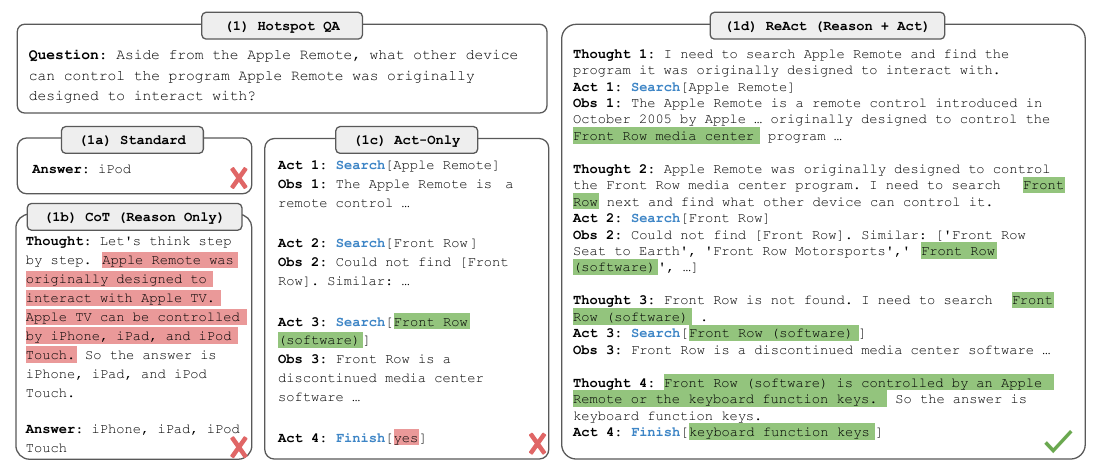 (1) Hotspot QA
Question: Aside from the Apple Remote, what other device
can control the program Apple Remote was originally
designed to interact with?
(1a) Standard
Answer: iPod
(1b) CoT (Reason Only)
Thought: Let's think step
by step. Apple Remote was
originally designed to
interact with Apple TV.
Apple TV can be controlled
by iPhone, iPad, and iPod
Touch. So the answer is
iPhone, iPad, and iPod
Touch.
Answer: iPhone, iPad, iPod
Touch
(1c) Act-Only
Act 1: Search[Apple Remote]
Obs 1: The Apple Remote is a
remote control …
Act 2: Search[Front Row]
Obs 2: Could not find [Front
Row]. Similar: …
Act 3: Search[Front Row
(software)]
Obs 3: Front Row is a
discontinued media center
software …
Act 4: Finish[yes]
(1d) ReAct (Reason + Act)
Thought 1: I need to search Apple Remote and find the
program it was originally designed to interact with.
Act 1: Search[Apple Remote]
Obs 1: The Apple Remote is a remote control introduced in
October 2005 by Apple … originally designed to control the
Front Row media center program …
Thought 2: Apple Remote was originally designed to control
the Front Row media center program. I need to search Front
Row next and find what other device can control it.
Act 2: Search[Front Row]
Obs 2: Could not find [Front Row]. Similar: ['Front Row
Seat to Earth', 'Front Row Motorsports',' Front Row
(software)', …]
Thought 3: Front Row is not found. I need to search Front
Row (software) .
Act 3: Search[Front Row (software)]
Obs 3: Front Row is a discontinued media center software …
Thought 4: Front Row (software) is controlled by an Apple
Remote or the keyboard function keys. So the answer is
keyboard function keys.
Act 4: Finish[keyboard function keys]